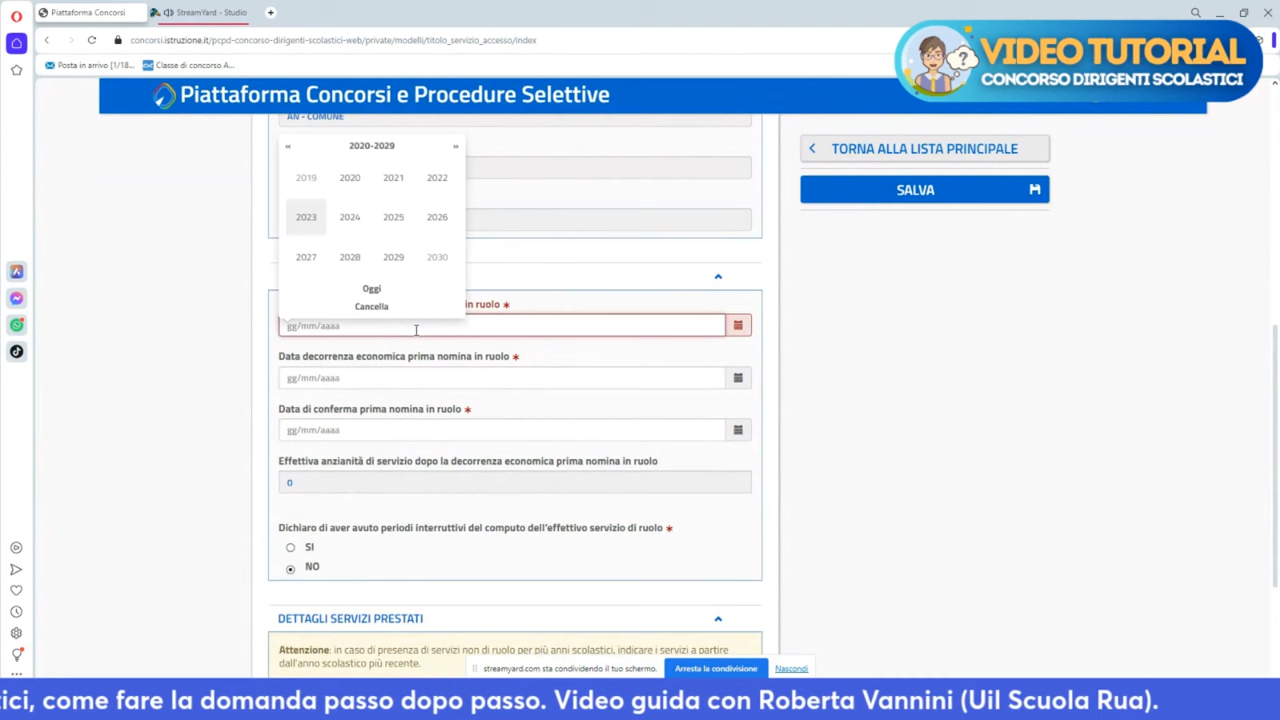 Piattaforma Concorsi
StreamYard - Studio
concorsi.istruzione.it/pcpd-concorso-dirigenti-scolastici-web/private/modelli/titolo_servizio_accesso/index
Posta in arrivo (1/18...
Classe di concorso A...
VIDEO TUTORIAL
CONCORSO DIRIGENTI SCOLASTICI
Piattaforma Concorsi e Procedure Selettive
AN - COMUNE
« 2020-2029 »
2019 2020 2021 2022
2023 2024 2025 2026
2027 2028 2029 2030
Oggi
Cancella
TORNA ALLA LISTA PRINCIPALE
SALVA
in ruolo *
gg/mm/aaaa
Data decorrenza economica prima nomina in ruolo *
gg/mm/aaaa
Data di conferma prima nomina in ruolo *
gg/mm/aaaa
Effettiva anzianità di servizio dopo la decorrenza economica prima nomina in ruolo
0
Dichiaro di aver avuto periodi interruttivi del computo dell'effettivo servizio di ruolo *
SI
NO
DETTAGLI SERVIZI PRESTATI
Attenzione: in caso di presenza di servizi non di ruolo per più anni scolastici, indicare i servizi a partire
dall'anno scolastico più recente.
streamyard.com sta condividendo il tuo schermo.
Arresta la condivisione
Nascondi
ici, come fare la domanda passo dopo passo. Video guida con Roberta Vannini (Uil Scuola Rua).